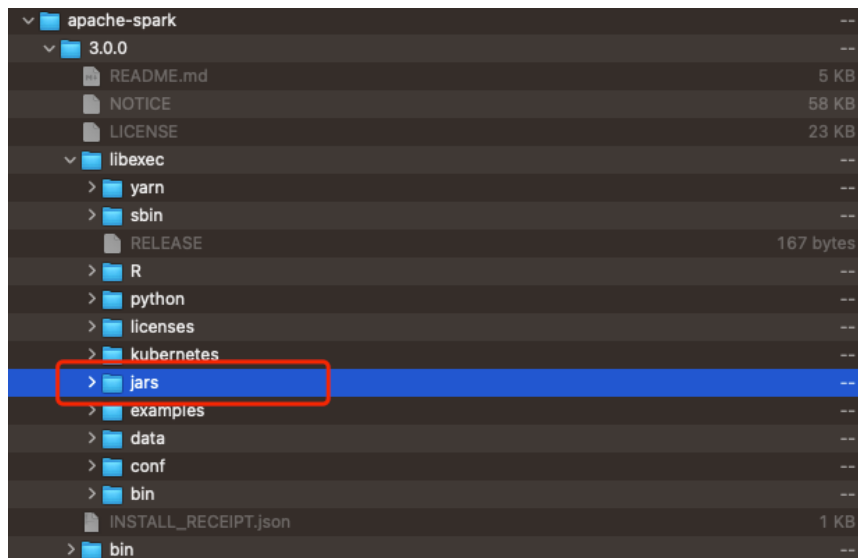 apache-spark --
3.0.0 --
README.md 5 KB
NOTICE 58 KB
LICENSE 23 KB
libexec --
yarn --
sbin --
RELEASE 167 bytes
R --
python --
licenses --
kubernetes --
jars --
examples --
data --
conf --
bin --
INSTALL_RECEIPT.json 1 KB
bin --